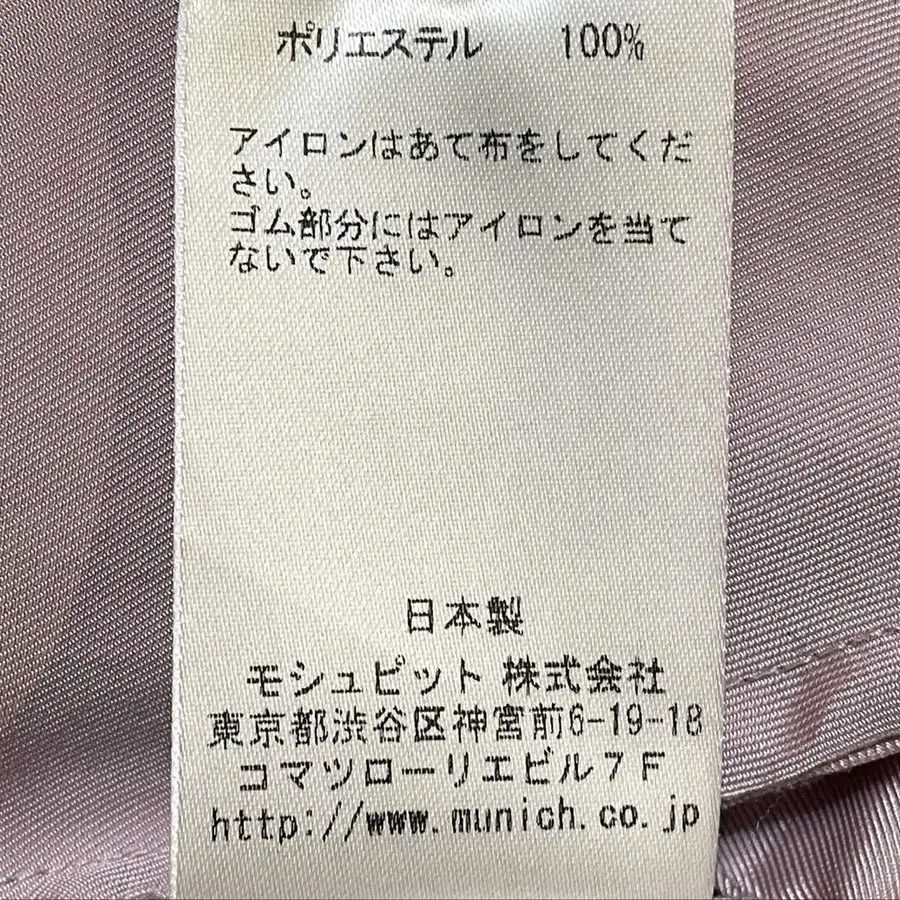 ポリエステル　100%
アイロンはあて布をしてくだ
さい。
ゴム部分にはアイロンを当て
ないで下さい。
日本製
モシュピット 株式会社
東京都渋谷区神宮前6-19-18
コマツローリエビル７Ｆ
http://www.munich.co.jp